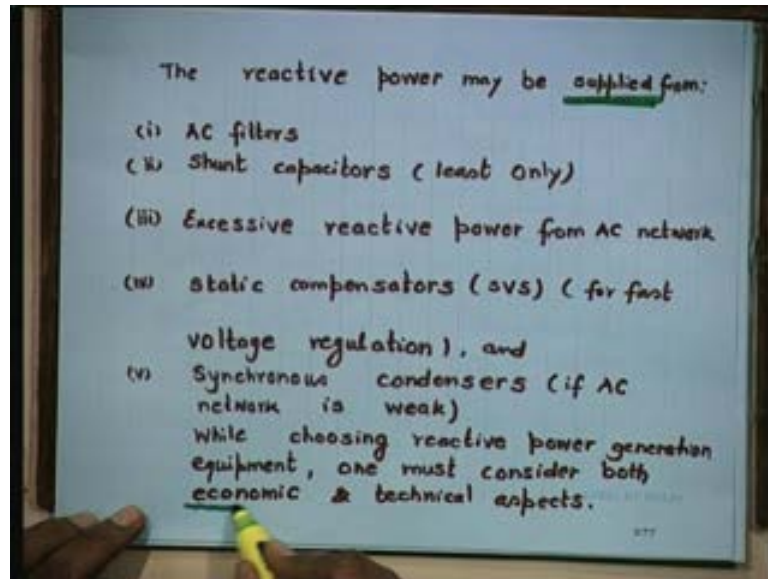 The reactive power may be supplied from:
(i) AC filters
(ii) Shunt capacitors (least only)
(iii) Excessive reactive power from AC network
(iv) Static compensators (SVS) (for fast
voltage regulation), and
(v) Synchronous condensers (if AC
network is weak)
While choosing reactive power generation
equipment, one must consider both
economic & technical aspects.